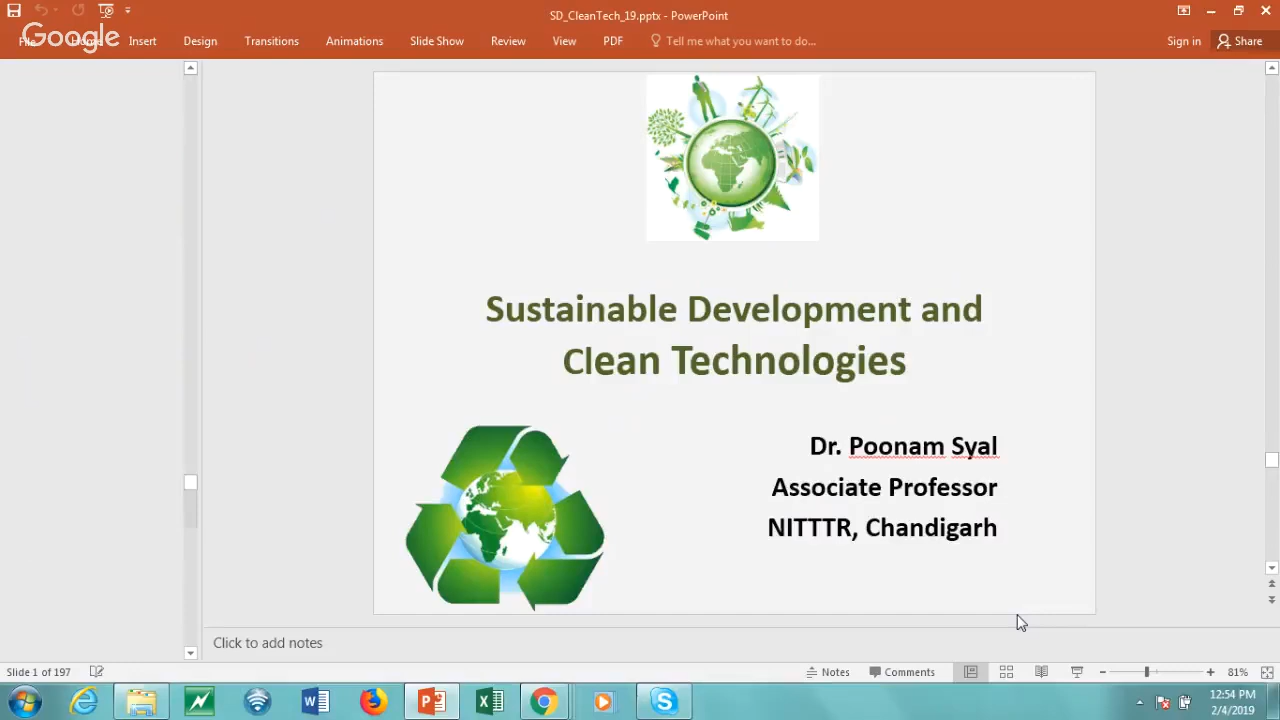 SD_CleanTech_19.pptx - PowerPoint
Google
File Home Insert Design Transitions Animations Slide Show Review View PDF Tell me what you want to do... Sign in Share
Sustainable Development and
Clean Technologies
Dr. Poonam Syal
Associate Professor
NITTTR, Chandigarh
Click to add notes
Slide 1 of 197 Notes Comments 81%
12:54 PM
2/4/2019